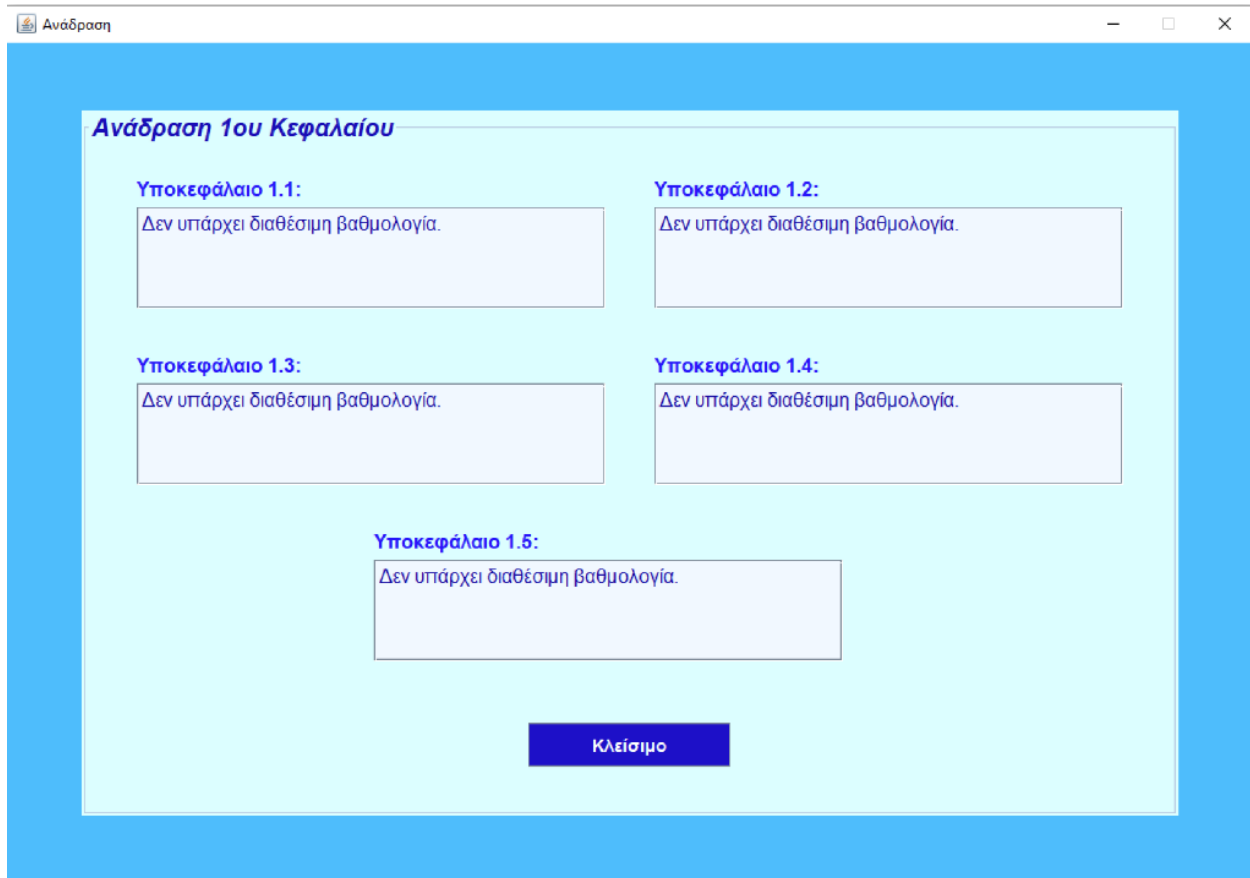 Ανάδραση
Ανάδραση 1ου Κεφαλαίου
Υποκεφάλαιο 1.1:
Δεν υπάρχει διαθέσιμη βαθμολογία.
Υποκεφάλαιο 1.2:
Δεν υπάρχει διαθέσιμη βαθμολογία.
Υποκεφάλαιο 1.3:
Δεν υπάρχει διαθέσιμη βαθμολογία.
Υποκεφάλαιο 1.4:
Δεν υπάρχει διαθέσιμη βαθμολογία.
Υποκεφάλαιο 1.5:
Δεν υπάρχει διαθέσιμη βαθμολογία.
Κλείσιμο